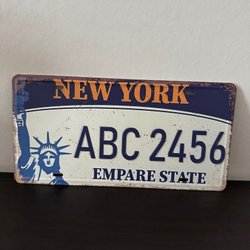 NEW YORK
ABC 2456
EMPARE STATE